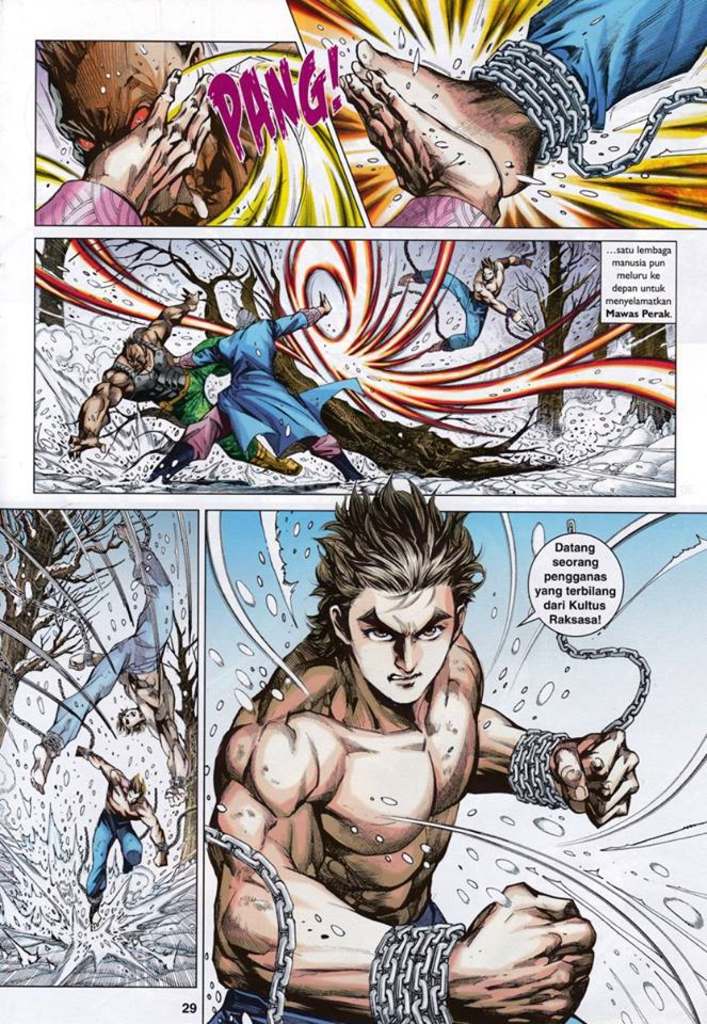 PANG!
...satu lembaga
manusia pun
meluru ke
depan untuk
menyelamatkan
Mawas Perak.
Datang
seorang
pengganas
yang terbilang
dari Kultus
Raksasa!
29